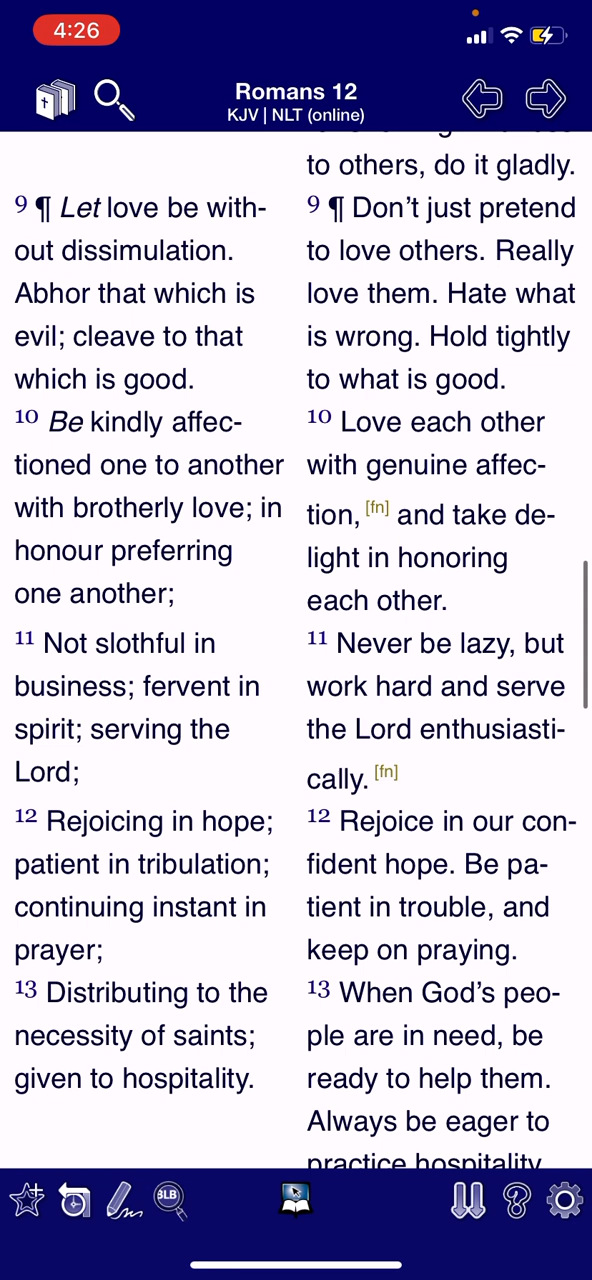 4:26
Romans 12
KJV | NLT (online)
to others, do it gladly.
9 ¶ Let love be with-
out dissimulation.
Abhor that which is
evil; cleave to that
which is good.
10 Be kindly affec-
tioned one to another
with brotherly love; in
honour preferring
one another;
11 Not slothful in
business; fervent in
spirit; serving the
Lord;
12 Rejoicing in hope;
patient in tribulation;
continuing instant in
prayer;
13 Distributing to the
necessity of saints;
given to hospitality.
9 ¶ Don’t just pretend
to love others. Really
love them. Hate what
is wrong. Hold tightly
to what is good.
10 Love each other
with genuine affec-
tion, [fn] and take de-
light in honoring
each other.
11 Never be lazy, but
work hard and serve
the Lord enthusiasti-
cally. [fn]
12 Rejoice in our con-
fident hope. Be pa-
tient in trouble, and
keep on praying.
13 When God’s peo-
ple are in need, be
ready to help them.
Always be eager to
practice hospitality
BLB